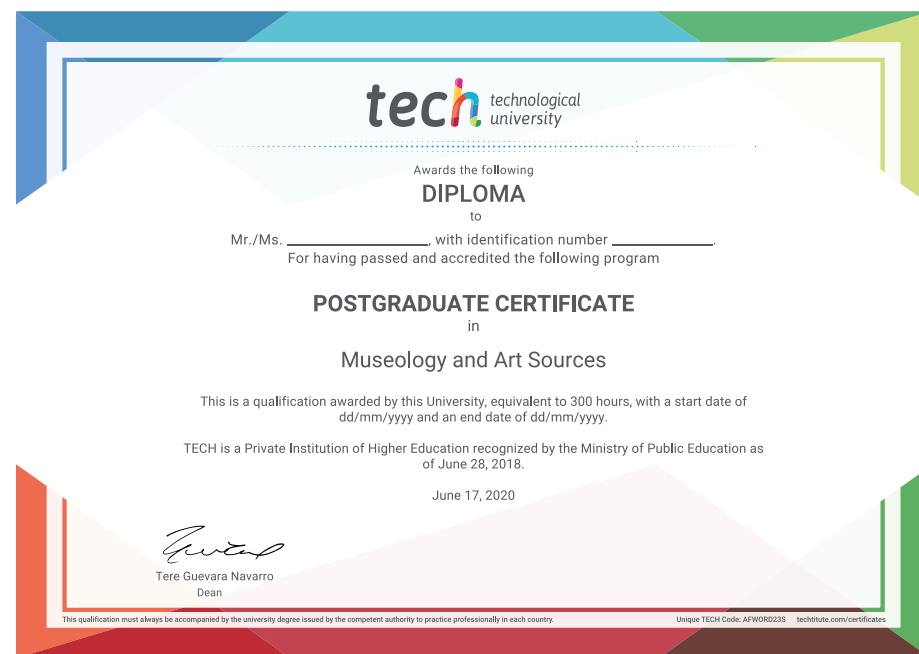 tech technological
university
Awards the following
DIPLOMA
to
Mr./Ms. ____________________, with identification number ______________.
For having passed and accredited the following program
POSTGRADUATE CERTIFICATE
in
Museology and Art Sources
This is a qualification awarded by this University, equivalent to 300 hours, with a start date of
dd/mm/yyyy and an end date of dd/mm/yyyy.
TECH is a Private Institution of Higher Education recognized by the Ministry of Public Education as
of June 28, 2018.
June 17, 2020
Tere Guevara Navarro
Dean
This qualification must always be accompanied by the university degree issued by the competent authority to practice professionally in each country. Unique TECH Code: AFWORD23S techtitute.com/certificates